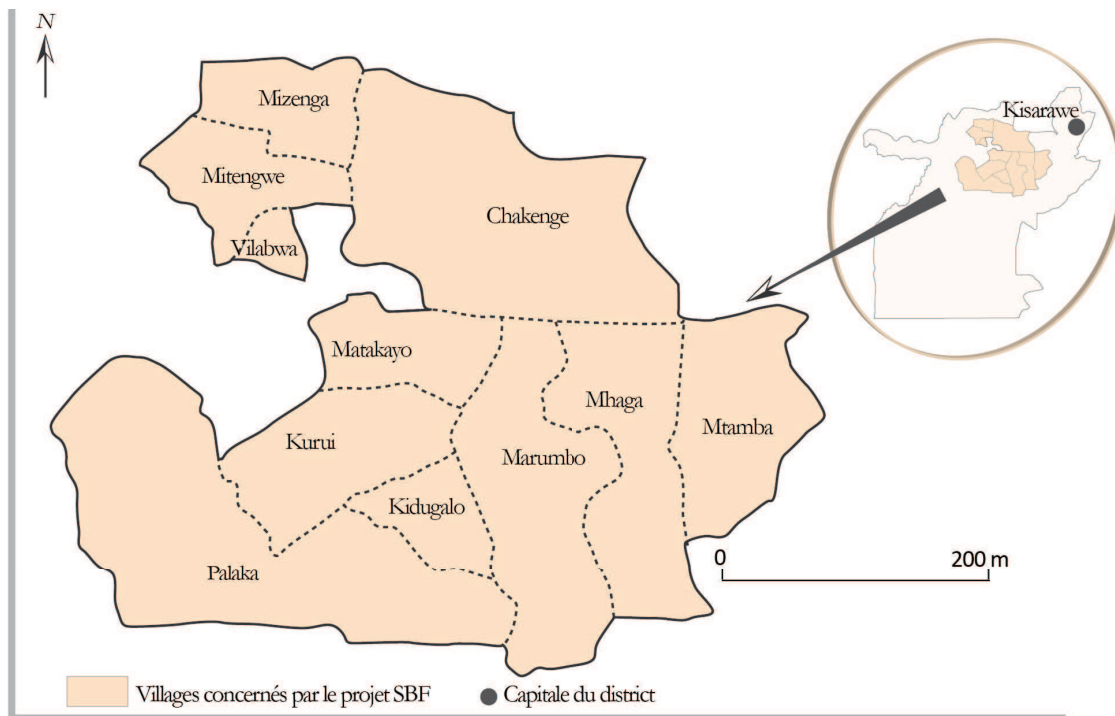 N
Mizenga
Kisarawe
Mitengwe
Chakenge
Vilabwa
Matakayo
Mhaga
Mtamba
Kurui
Marumbo
Kidugalo
0 200 m
Palaka
Villages concernés par le projet SBF
Capitale du district